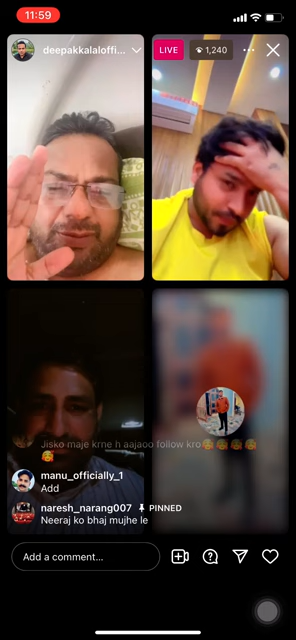 11:59
deepakkalaloffi...
LIVE
1,240
Jisko maje krne h aajaoo follow kro
manu_officially_1
Add
naresh_narang007 PINNED
Neeraj ko bhaj mujhe le
Add a comment...